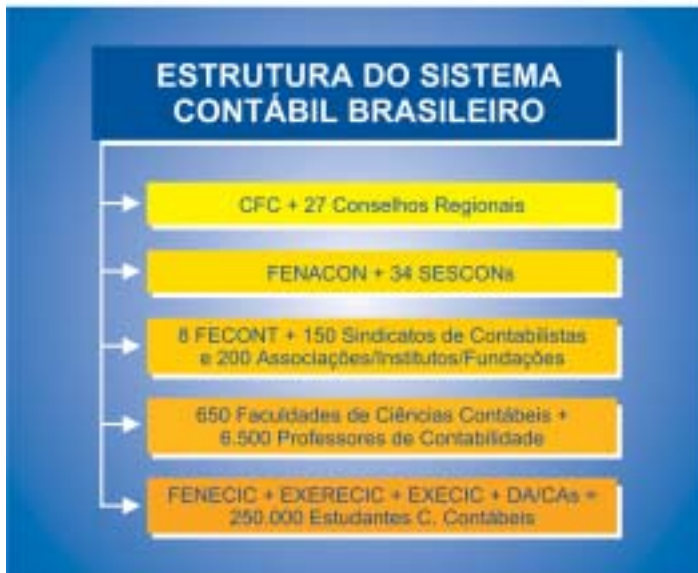 ESTRUTURA DO SISTEMA
CONTÁBIL BRASILEIRO
CFC + 27 Conselhos Regionais
FENACON + 34 SESCONs
8 FECONT + 150 Sindicatos de Contabilistas
e 200 Associações/Institutos/Fundações
650 Faculdades de Ciências Contábeis +
6.500 Professores de Contabilidade
FENECIC + EXERECIC + EXECIC + DA/CAs =
250.000 Estudantes C. Contábeis